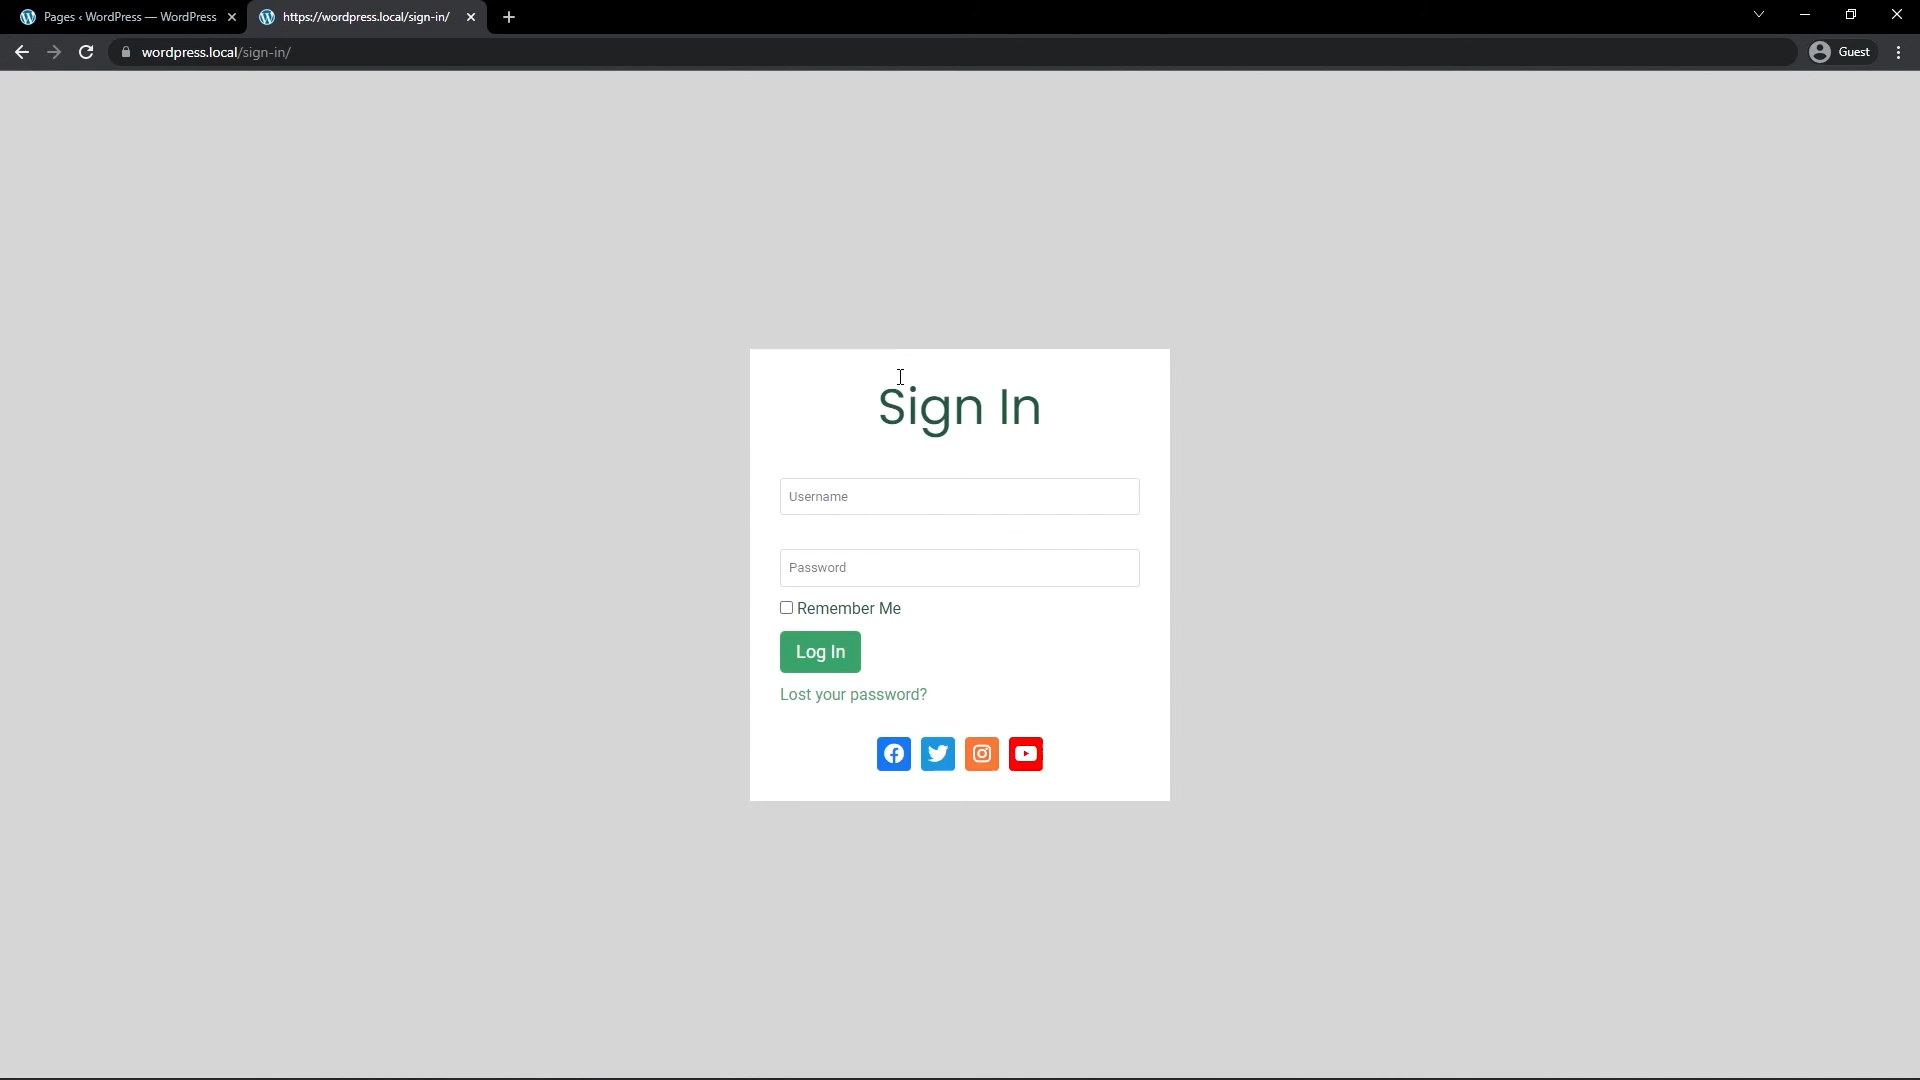 Pages ‹ WordPress — WordPress
https://wordpress.local/sign-in/
wordpress.local/sign-in/
Guest
Sign In
Username
Password
Remember Me
Log In
Lost your password?